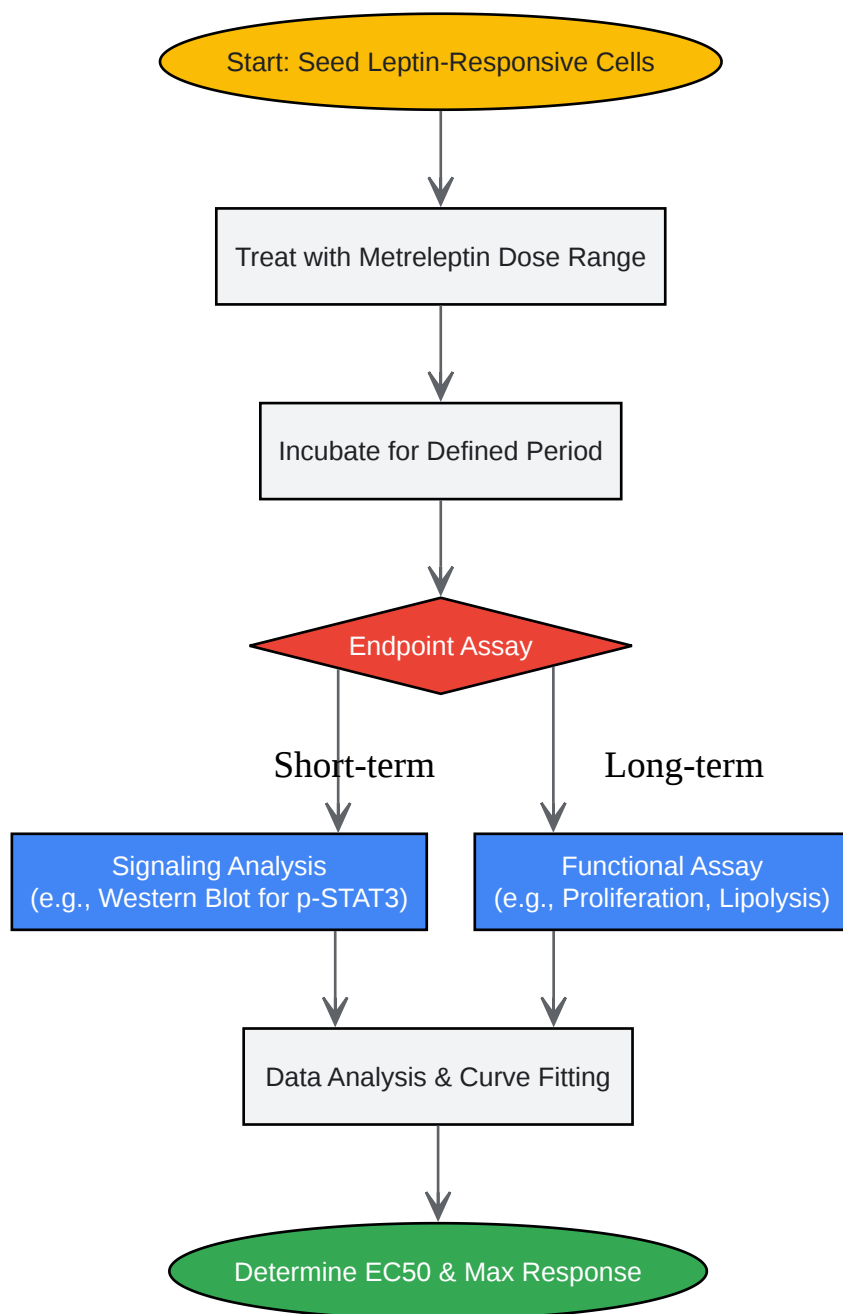 Start: Seed Leptin-Responsive Cells
Treat with Metreleptin Dose Range
Incubate for Defined Period
Endpoint Assay
Short-term
Long-term
Signaling Analysis
(e.g., Western Blot for p-STAT3)
Functional Assay
(e.g., Proliferation, Lipolysis)
Data Analysis & Curve Fitting
Determine EC50 & Max Response